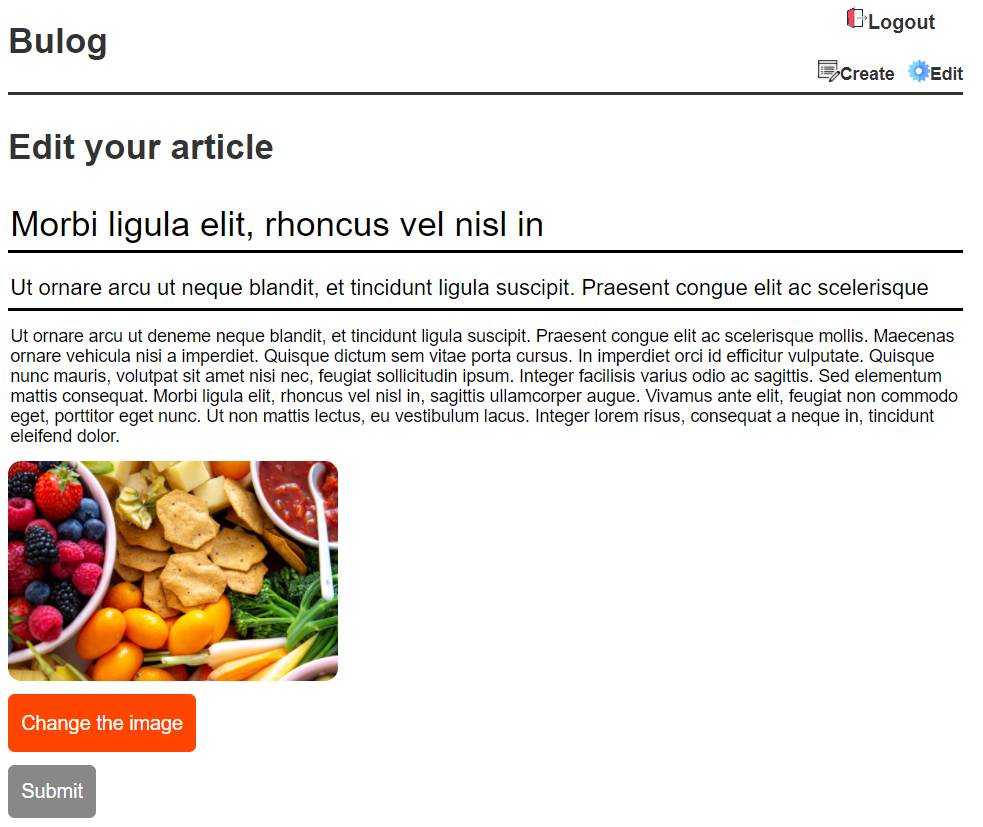 Bulog
Logout
Create Edit
Edit your article
Morbi ligula elit, rhoncus vel nisl in
Ut ornare arcu ut neque blandit, et tincidunt ligula suscipit. Praesent congue elit ac scelerisque
Ut ornare arcu ut deneme neque blandit, et tincidunt ligula suscipit. Praesent congue elit ac scelerisque mollis. Maecenas
ornare vehicula nisi a imperdiet. Quisque dictum sem vitae porta cursus. In imperdiet orci id efficitur vulputate. Quisque
nunc mauris, volutpat sit amet nisi nec, feugiat sollicitudin ipsum. Integer facilisis varius odio ac sagittis. Sed elementum
mattis consequat. Morbi ligula elit, rhoncus vel nisl in, sagittis ullamcorper augue. Vivamus ante elit, feugiat non commodo
eget, porttitor eget nunc. Ut non mattis lectus, eu vestibulum lacus. Integer lorem risus, consequat a neque in, tincidunt
eleifend dolor.
Change the image
Submit